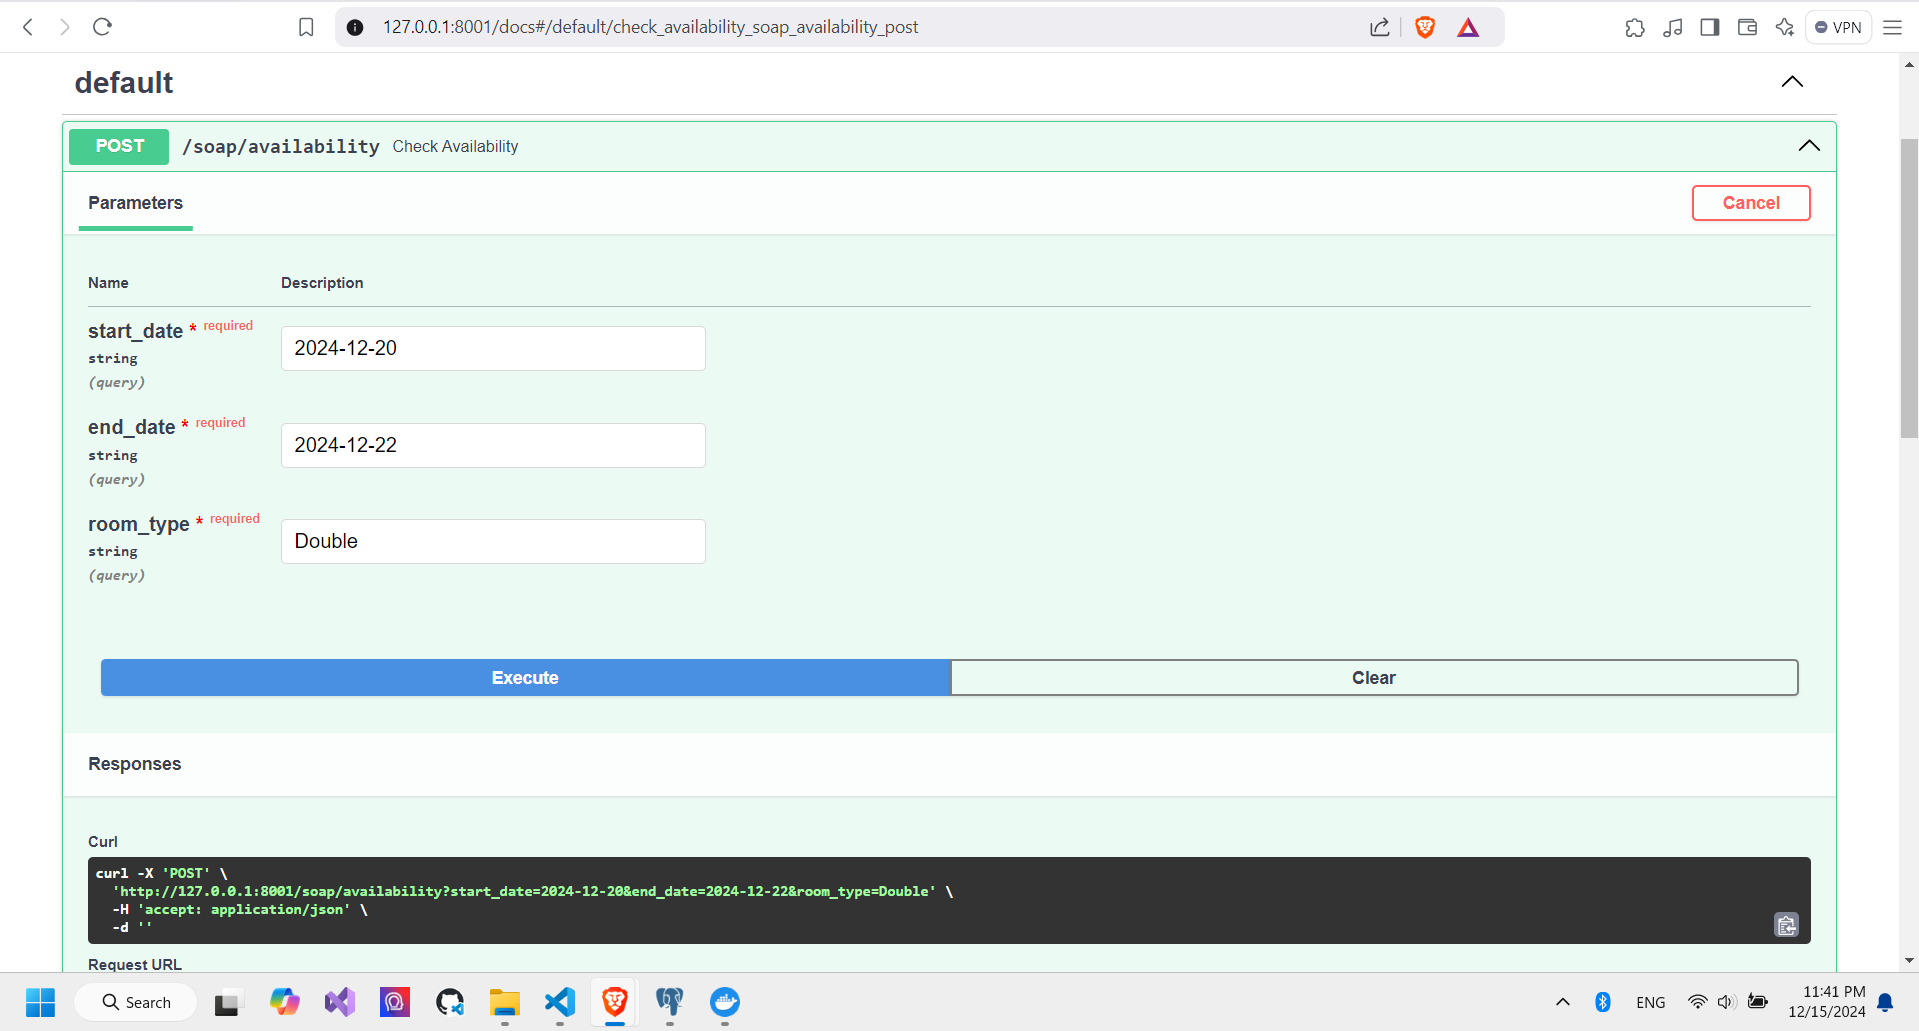 127.0.0.1:8001/docs#/default/check_availability_soap_availability_post
VPN
default
POST /soap/availability Check Availability
Parameters
Cancel
Name Description
start_date * required
string
(query)
2024-12-20
end_date * required
string
(query)
2024-12-22
room_type * required
string
(query)
Double
Execute
Clear
Responses
Curl
curl -X 'POST' \
'http://127.0.0.1:8001/soap/availability?start_date=2024-12-20&end_date=2024-12-22&room_type=Double' \
-H 'accept: application/json' \
-d ''
Request URL
Search
ENG
11:41 PM
12/15/2024